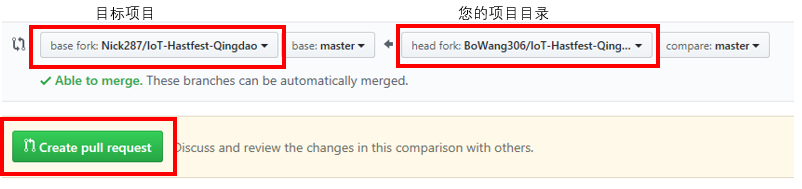 目标项目 您的项目目录
base fork: Nick287/IoT-Hastfest-Qingdao base: master head fork: BoWang306/IoT-Hastfest-Qing... compare: master
Able to merge. These branches can be automatically merged.
Create pull request Discuss and review the changes in this comparison with others.